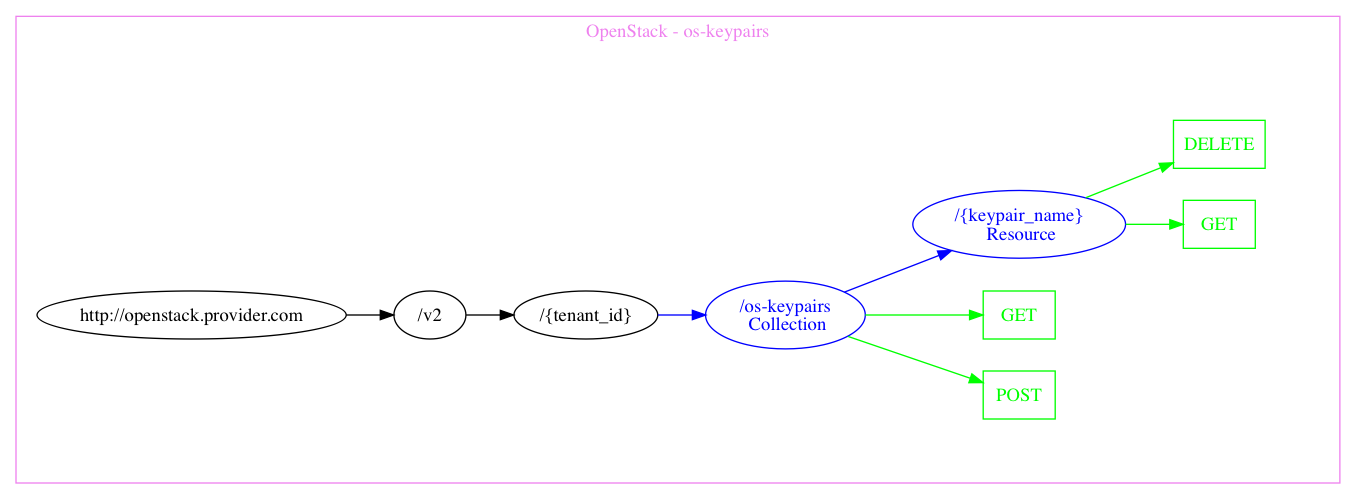 OpenStack - os-keypairs
DELETE
/{keypair_name}
Resource
GET
http://openstack.provider.com
/v2
/{tenant_id}
/os-keypairs
Collection
GET
POST